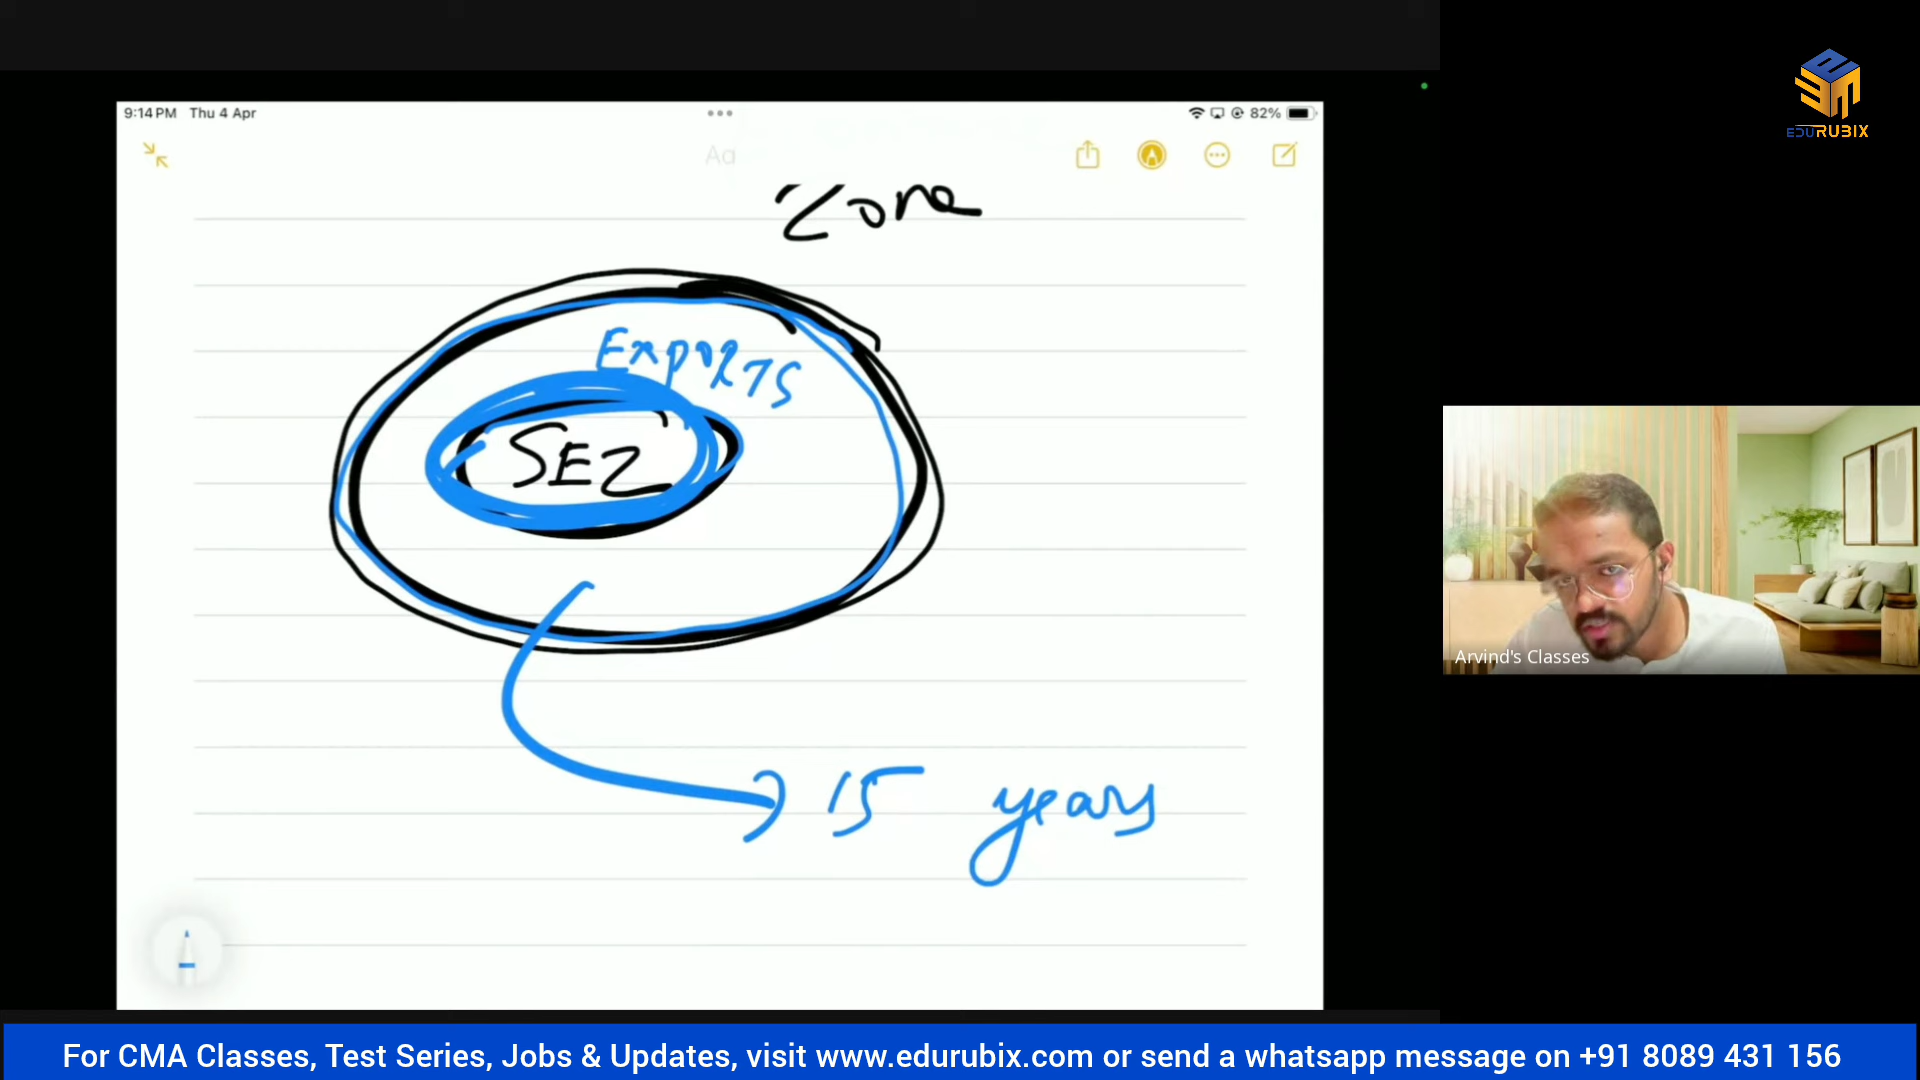 9:14 PM Thu 4 Apr
82%
Aa
EDURUBIX
Zone
Exports
SEZ
15 years
Arvind's Classes
For CMA Classes, Test Series, Jobs & Updates, visit www.edurubix.com or send a whatsapp message on +91 8089 431 156